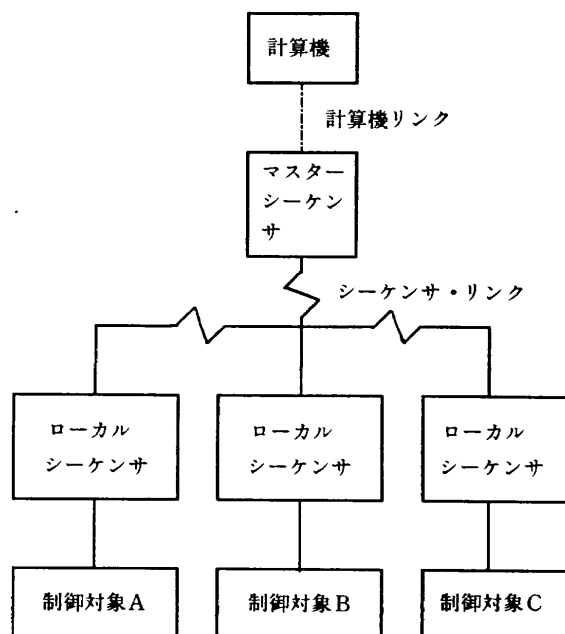 計算機
計算機リンク
マスター
シーケン
サ
シーケンサ・リンク
ローカル
シーケンサ
ローカル
シーケンサ
ローカル
シーケンサ
制御対象A
制御対象B
制御対象C